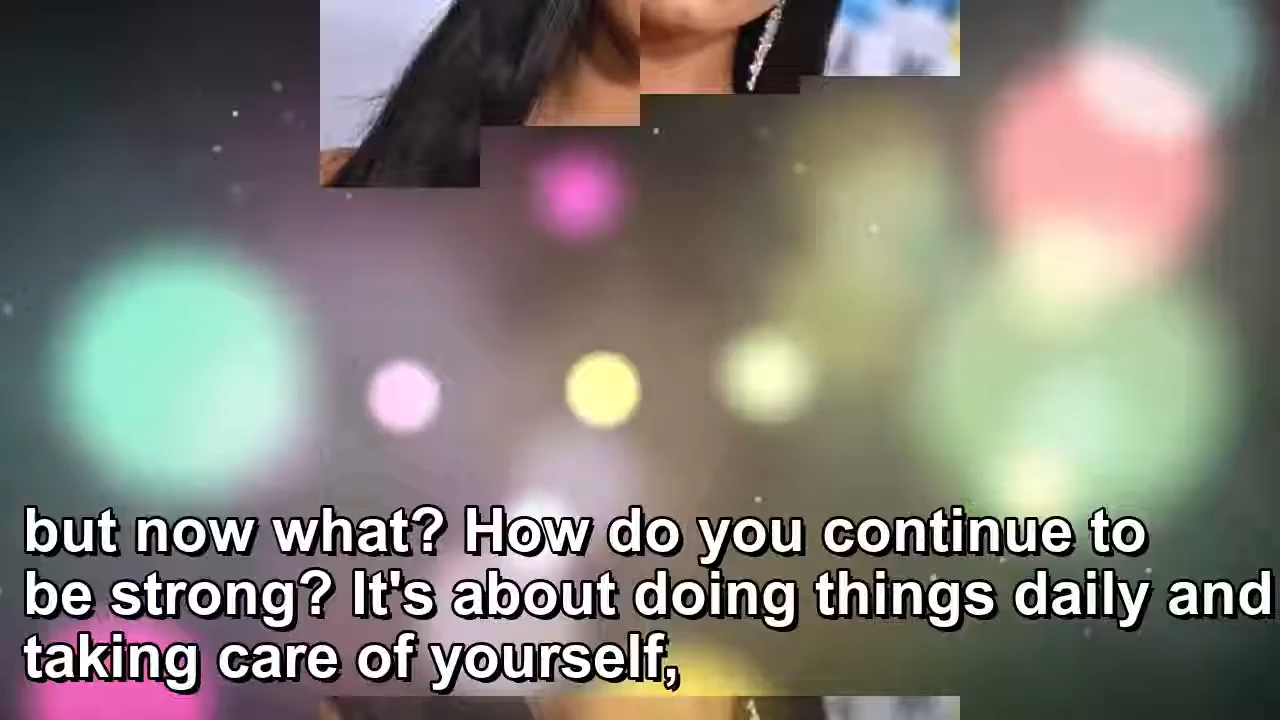 but now what? How do you continue to
be strong? It's about doing things daily and
taking care of yourself,